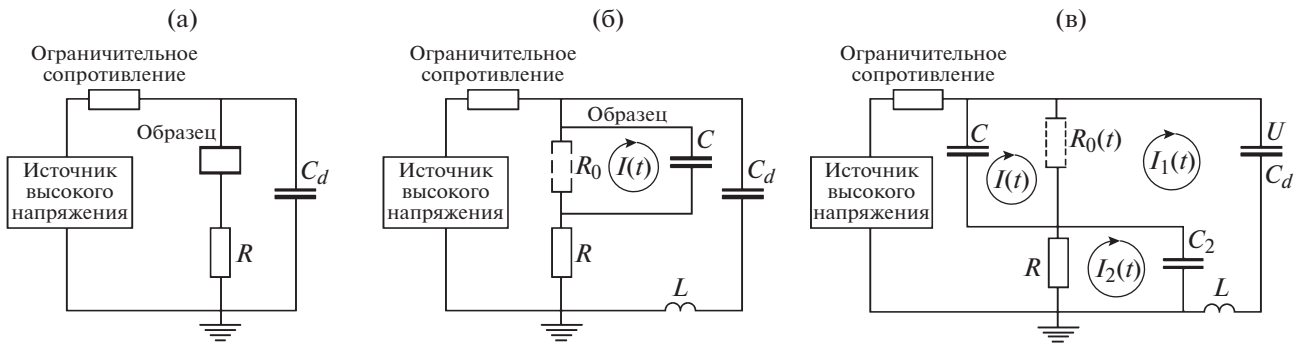 (а)
Ограничительное
сопротивление
Образец
Источник
высокого
напряжения
C_d
R
(б)
Ограничительное
сопротивление
Образец
C
R_0
I(t)
C_d
Источник
высокого
напряжения
R
L
(в)
Ограничительное
сопротивление
C
R_0(t)
U
I_1(t)
C_d
I(t)
Источник
высокого
напряжения
C_2
R
I_2(t)
L